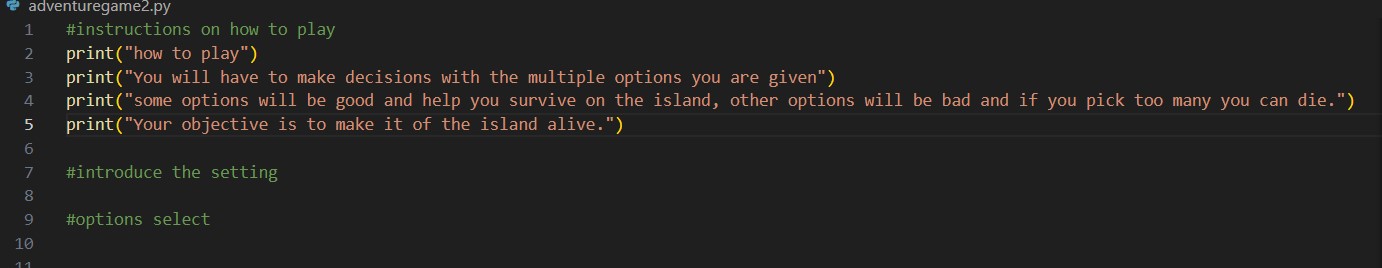 adventuregame2.py
1 #instructions on how to play
2 print("how to play")
3 print("You will have to make decisions with the multiple options you are given")
4 print("some options will be good and help you survive on the island, other options will be bad and if you pick too many you can die.")
5 print("Your objective is to make it of the island alive.")
6
7 #introduce the setting
8
9 #options select
10
11